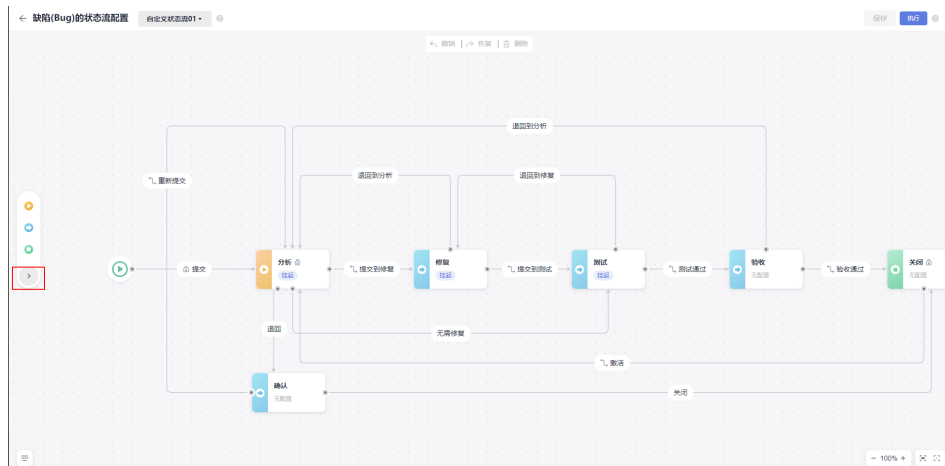 缺陷(Bug)的状态流配置 自定义状态流01
保存 执行
撤销 恢复 删除
退回到分析
重新提交 退回到分析 退回到修复
提交 分析 挂起 提交到修复 修复 挂起 提交到测试 测试 挂起 测试通过 验收 无配置 验收通过 关闭 无配置
退回 无需修复
激活
确认 无配置 关闭
- 100% +